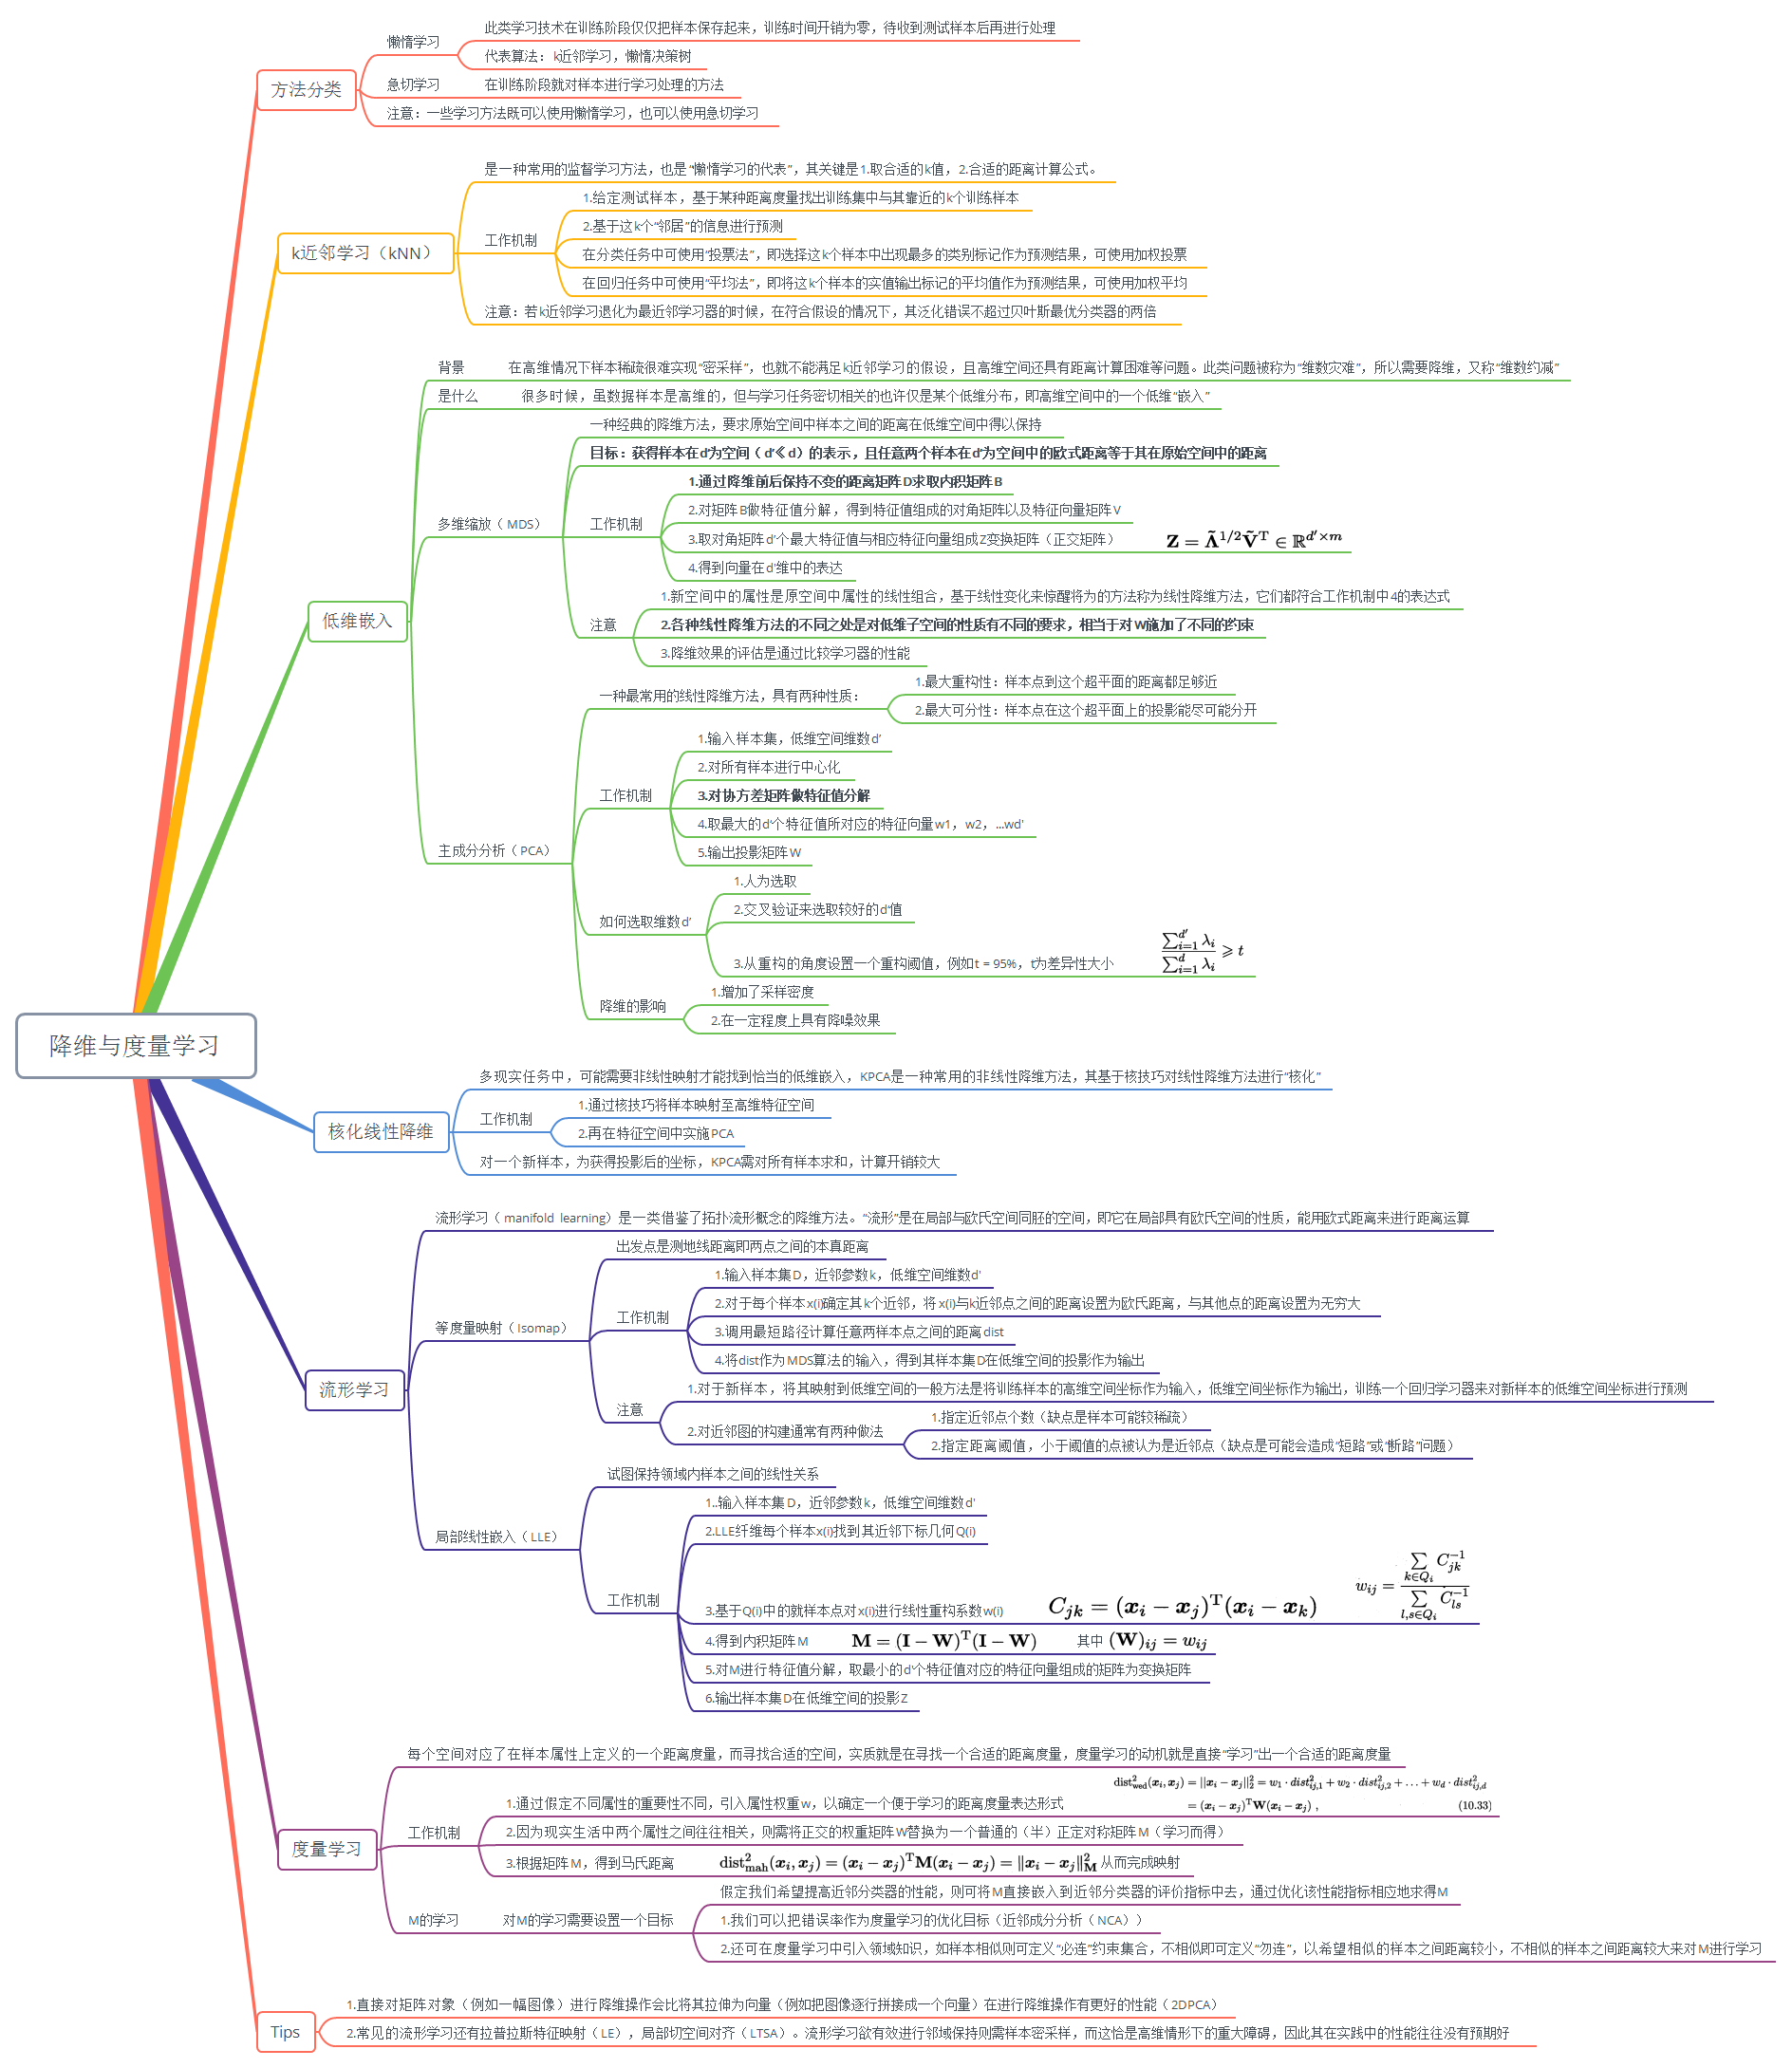 降维与度量学习
方法分类
懒惰学习
此类学习技术在训练阶段仅仅把样本保存起来，训练时间开销为零，待收到测试样本后再进行处理
代表算法：k近邻学习，懒惰决策树
急切学习
在训练阶段就对样本进行学习处理的方法
注意：一些学习方法既可以使用懒惰学习，也可以使用急切学习
k近邻学习（kNN）
是一种常用的监督学习方法，也是“懒惰学习的代表”，其关键是1.取合适的k值，2.合适的距离计算公式。
工作机制
1.给定测试样本，基于某种距离度量找出训练集中与其靠近的k个训练样本
2.基于这k个“邻居”的信息进行预测
在分类任务中可使用“投票法”，即选择这k个样本中出现最多的类别标记作为预测结果，可使用加权投票
在回归任务中可使用“平均法”，即将这k个样本的实值输出标记的平均值作为预测结果，可使用加权平均
注意：若k近邻学习退化为最近邻学习器的时候，在符合假设的情况下，其泛化错误不超过贝叶斯最优分类器的两倍
低维嵌入
背景
在高维情况下样本稀疏很难实现“密采样”，也就不能满足k近邻学习的假设，且高维空间还具有距离计算困难等问题。此类问题被称为“维数灾难”，所以需要降维，又称“维数约减”
是什么
很多时候，虽数据样本是高维的，但与学习任务密切相关的也许仅是某个低维分布，即高维空间中的一个低维“嵌入”
多维缩放（MDS）
一种经典的降维方法，要求原始空间中样本之间的距离在低维空间中得以保持
目标：获得样本在d'为空间（d'≪d）的表示，且任意两个样本在d'为空间中的欧式距离等于其在原始空间中的距离
工作机制
1.通过降维前后保持不变的距离矩阵D求取内积矩阵B
2.对矩阵B做特征值分解，得到特征值组成的对角矩阵以及特征向量矩阵V
3.取对角矩阵d'个最大特征值与相应特征向量组成Z变换矩阵（正交矩阵） Z = Λ̃^{1/2}Ṽ^T ∈ ℝ^{d'×m}
4.得到向量在d'维中的表达
注意
1.新空间中的属性是原空间中属性的线性组合，基于线性变化来惊醒将为的方法称为线性降维方法，它们都符合工作机制中4的表达式
2.各种线性降维方法的不同之处是对低维子空间的性质有不同的要求，相当于对W施加了不同的约束
3.降维效果的评估是通过比较学习器的性能
主成分分析（PCA）
一种最常用的线性降维方法，具有两种性质：
1.最大重构性：样本点到这个超平面的距离都足够近
2.最大可分性：样本点在这个超平面上的投影能尽可能分开
工作机制
1.输入样本集，低维空间维数d'
2.对所有样本进行中心化
3.对协方差矩阵做特征值分解
4.取最大的d'个特征值所对应的特征向量w1，w2，...wd'
5.输出投影矩阵W
如何选取维数d'
1.人为选取
2.交叉验证来选取较好的d'值
3.从重构的角度设置一个重构阈值，例如t = 95%，t为差异性大小 \frac{∑_{i=1}^{d'} λ_i}{∑_{i=1}^{d} λ_i} ⩾ t
降维的影响
1.增加了采样密度
2.在一定程度上具有降噪效果
核化线性降维
多现实任务中，可能需要非线性映射才能找到恰当的低维嵌入，KPCA是一种常用的非线性降维方法，其基于核技巧对线性降维方法进行“核化”
工作机制
1.通过核技巧将样本映射至高维特征空间
2.再在特征空间中实施PCA
对一个新样本，为获得投影后的坐标，KPCA需对所有样本求和，计算开销较大
流形学习
流形学习（manifold learning）是一类借鉴了拓扑流形概念的降维方法。“流形”是在局部与欧氏空间同胚的空间，即它在局部具有欧氏空间的性质，能用欧式距离来进行距离运算
等度量映射（Isomap）
出发点是测地线距离即两点之间的本真距离
工作机制
1.输入样本集D，近邻参数k，低维空间维数d'
2.对于每个样本x(i)确定其k个近邻，将x(i)与k近邻点之间的距离设置为欧氏距离，与其他点的距离设置为无穷大
3.调用最短路径计算任意两样本点之间的距离dist
4.将dist作为MDS算法的输入，得到其样本集D在低维空间的投影作为输出
注意
1.对于新样本，将其映射到低维空间的一般方法是将训练样本的高维空间坐标作为输入，低维空间坐标作为输出，训练一个回归学习器来对新样本的低维空间坐标进行预测
2.对近邻图的构建通常有两种做法
1.指定近邻点个数（缺点是样本可能较稀疏）
2.指定距离阈值，小于阈值的点被认为是近邻点（缺点是可能会造成“短路”或“断路”问题）
局部线性嵌入（LLE）
试图保持领域内样本之间的线性关系
工作机制
1..输入样本集D，近邻参数k，低维空间维数d'
2.LLE纤维每个样本x(i)找到其近邻下标几何Q(i)
3.基于Q(i)中的就样本点对x(i)进行线性重构系数w(i) C_{jk} = (x_i − x_j)^T(x_i − x_k) w_{ij} = \frac{∑_{k∈Q_i} C_{jk}^{-1}}{∑_{l,s∈Q_i} C_{ls}^{-1}}
4.得到内积矩阵M M = (I − W)^T(I − W) 其中 (W)_{ij} = w_{ij}
5.对M进行特征值分解，取最小的d'个特征值对应的特征向量组成的矩阵为变换矩阵
6.输出样本集D在低维空间的投影Z
度量学习
每个空间对应了在样本属性上定义的一个距离度量，而寻找合适的空间，实质就是在寻找一个合适的距离度量，度量学习的动机就是直接“学习”出一个合适的距离度量
工作机制
1.通过假定不同属性的重要性不同，引入属性权重w，以确定一个便于学习的距离度量表达形式
dist²_{wed}(x_i, x_j) = ||x_i − x_j||²_2 = w_1 · dist²_{ij,1} + w_2 · dist²_{ij,2} + … + w_d · dist²_{ij,d}
= (x_i − x_j)^T W(x_i − x_j) , (10.33)
2.因为现实生活中两个属性之间往往相关，则需将正交的权重矩阵W替换为一个普通的（半）正定对称矩阵M（学习而得）
3.根据矩阵M，得到马氏距离 dist²_{mah}(x_i, x_j) = (x_i − x_j)^T M(x_i − x_j) = ||x_i − x_j||²_M 从而完成映射
M的学习
对M的学习需要设置一个目标
假定我们希望提高近邻分类器的性能，则可将M直接嵌入到近邻分类器的评价指标中去，通过优化该性能指标相应地求得M
1.我们可以把错误率作为度量学习的优化目标（近邻成分分析（NCA））
2.还可在度量学习中引入领域知识，如样本相似则可定义“必连”约束集合，不相似即可定义“勿连”，以希望相似的样本之间距离较小，不相似的样本之间距离较大来对M进行学习
Tips
1.直接对矩阵对象（例如一幅图像）进行降维操作会比将其拉伸为向量（例如把图像逐行拼接成一个向量）在进行降维操作有更好的性能（2DPCA）
2.常见的流形学习还有拉普拉斯特征映射（LE），局部切空间对齐（LTSA）。流形学习欲有效进行邻域保持则需样本密采样，而这恰是高维情形下的重大障碍，因此其在实践中的性能往往没有预期好